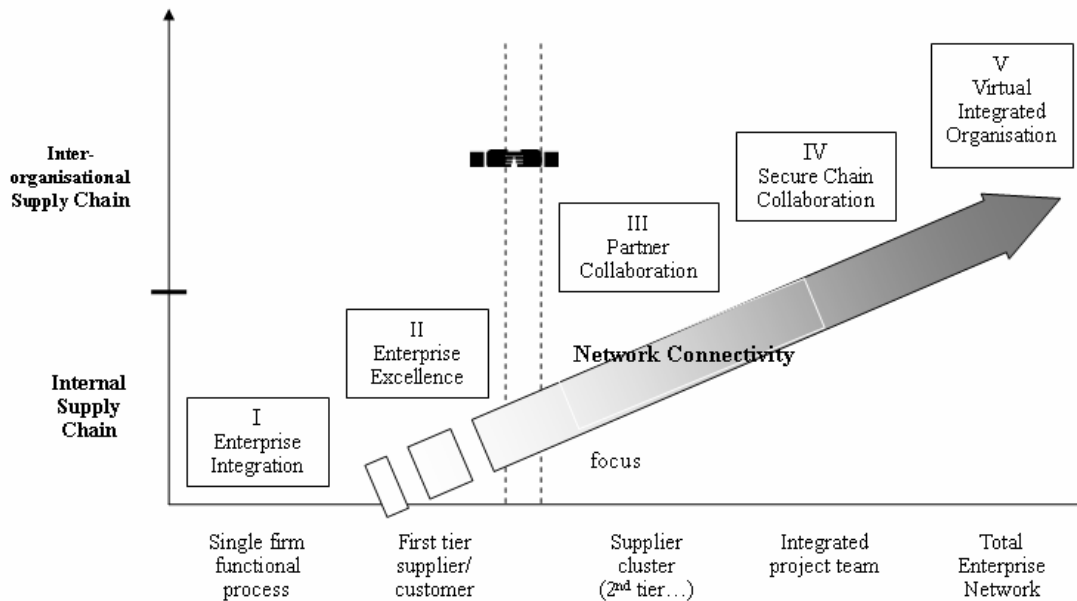 V
Virtual
Integrated
Organisation
IV
Secure Chain
Collaboration
Inter-
organisational
Supply Chain
III
Partner
Collaboration
II
Enterprise
Excellence
Network Connectivity
Internal
Supply
Chain
I
Enterprise
Integration
focus
Single firm
functional
process
First tier
supplier/
customer
Supplier
cluster
(2nd tier…)
Integrated
project team
Total
Enterprise
Network